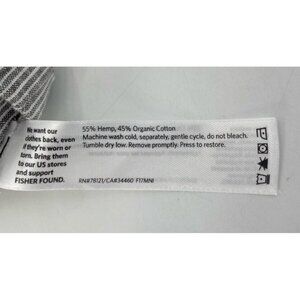 We want our
clothes back, even
if they're worn or
torn. Bring them
to our US stores
and support
FISHER FOUND.
55% Hemp, 45% Organic Cotton
Machine wash cold, separately, gentle cycle, do not bleach.
Tumble dry low. Remove promptly. Press to restore.
RN#78121/CA#34460 F17MNI